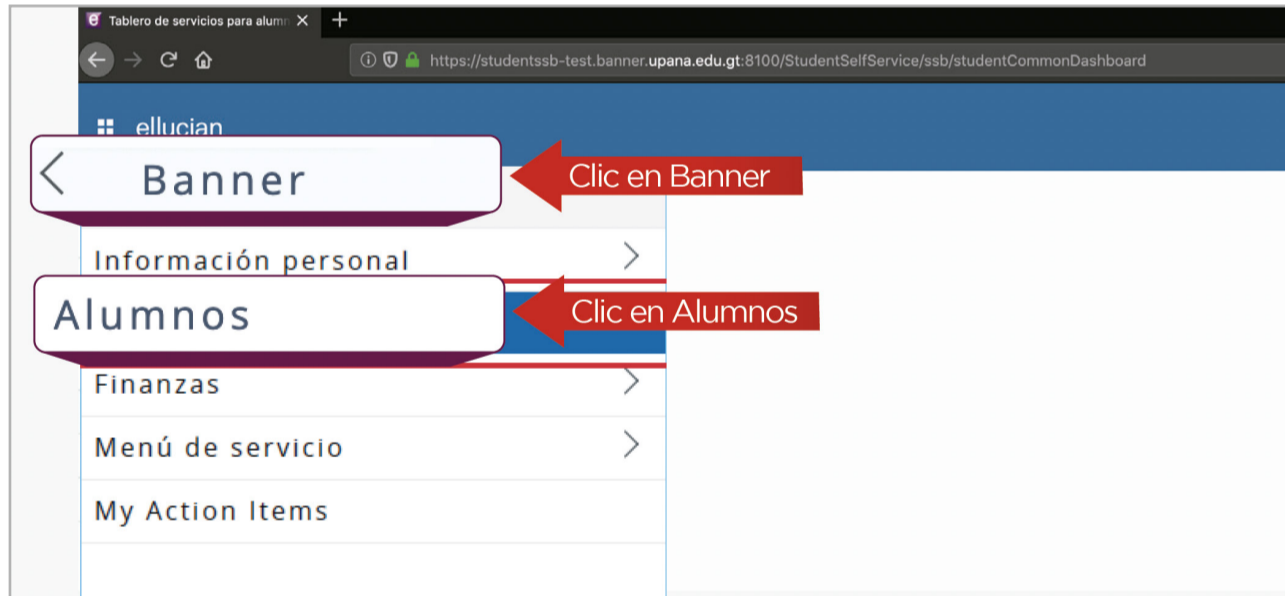 Tablero de servicios para alumn
https://studentssb-test.banner.upana.edu.gt:8100/StudentSelfService/ssb/studentCommonDashboard
ellucian
Banner
Clic en Banner
Información personal
Alumnos
Clic en Alumnos
Finanzas
Menú de servicio
My Action Items